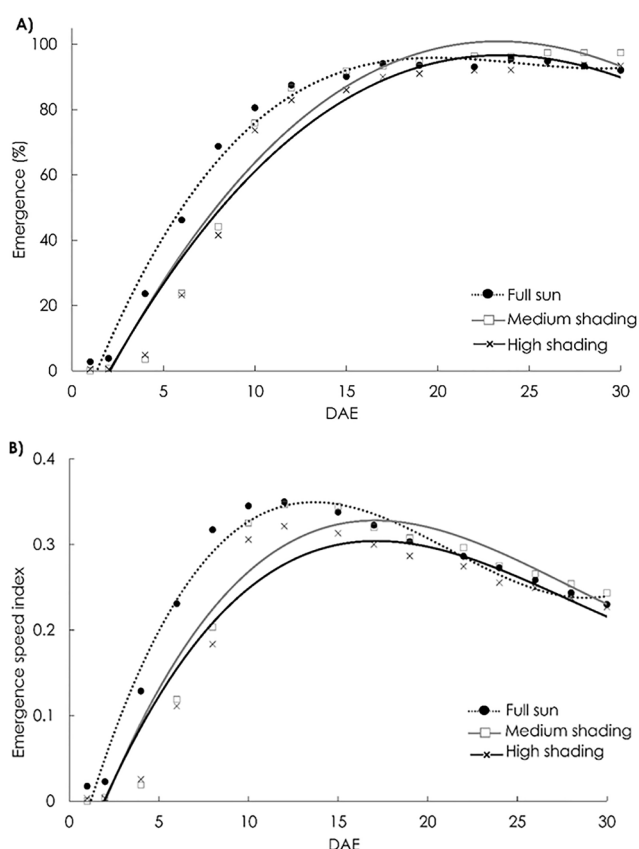 A)
100
80
60
40
20
0
Emergence (%)
Full sun
Medium shading
High shading
0 5 10 15 20 25 30
DAE
B)
0.4
0.3
0.2
0.1
0
Emergence speed index
Full sun
Medium shading
High shading
0 5 10 15 20 25 30
DAE